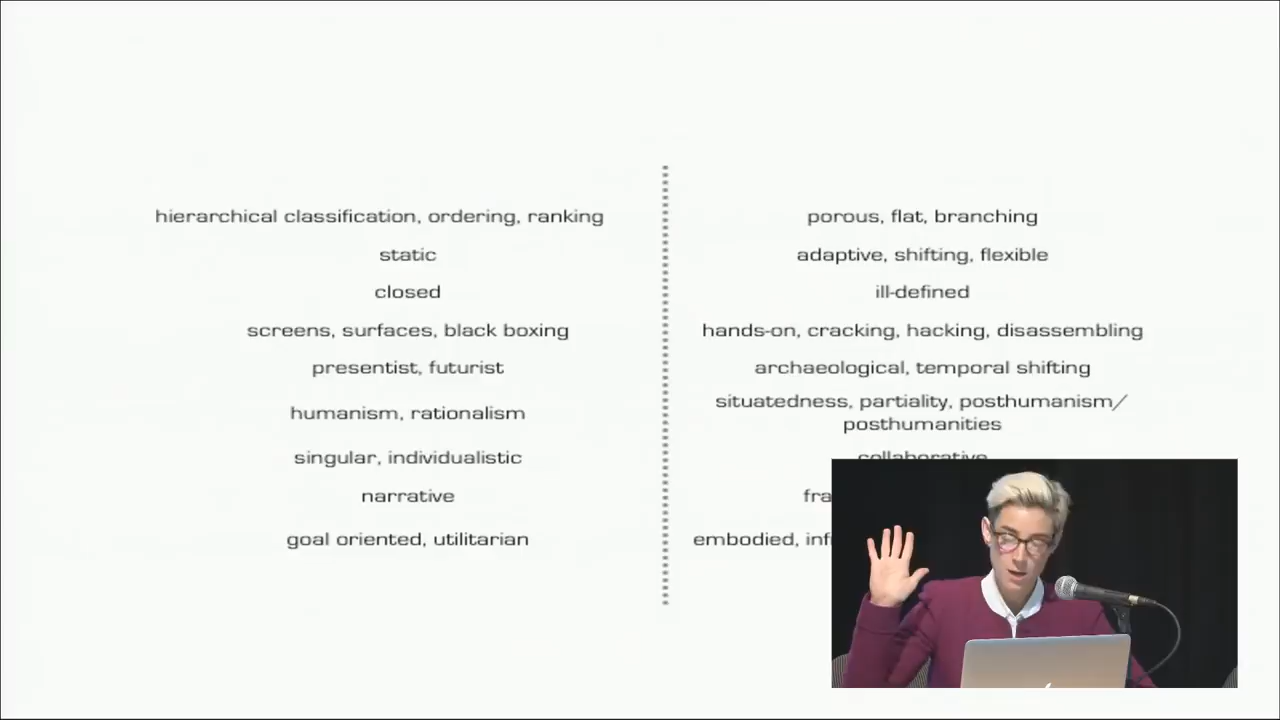 hierarchical classification, ordering, ranking
porous, flat, branching
static
adaptive, shifting, flexible
closed
ill-defined
screens, surfaces, black boxing
hands-on, cracking, hacking, disassembling
presentist, futurist
archaeological, temporal shifting
humanism, rationalism
situatedness, partiality, posthumanism/
posthumanities
singular, individualistic
collaborative
narrative
goal oriented, utilitarian
embodied,